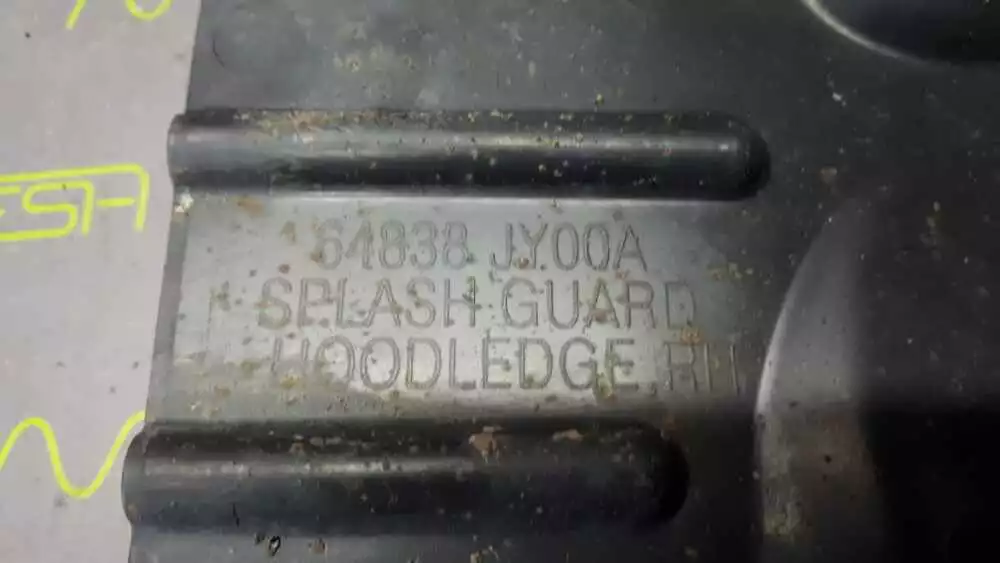 64838 JY00A
SPLASH GUARD
HOODLEDGE RH